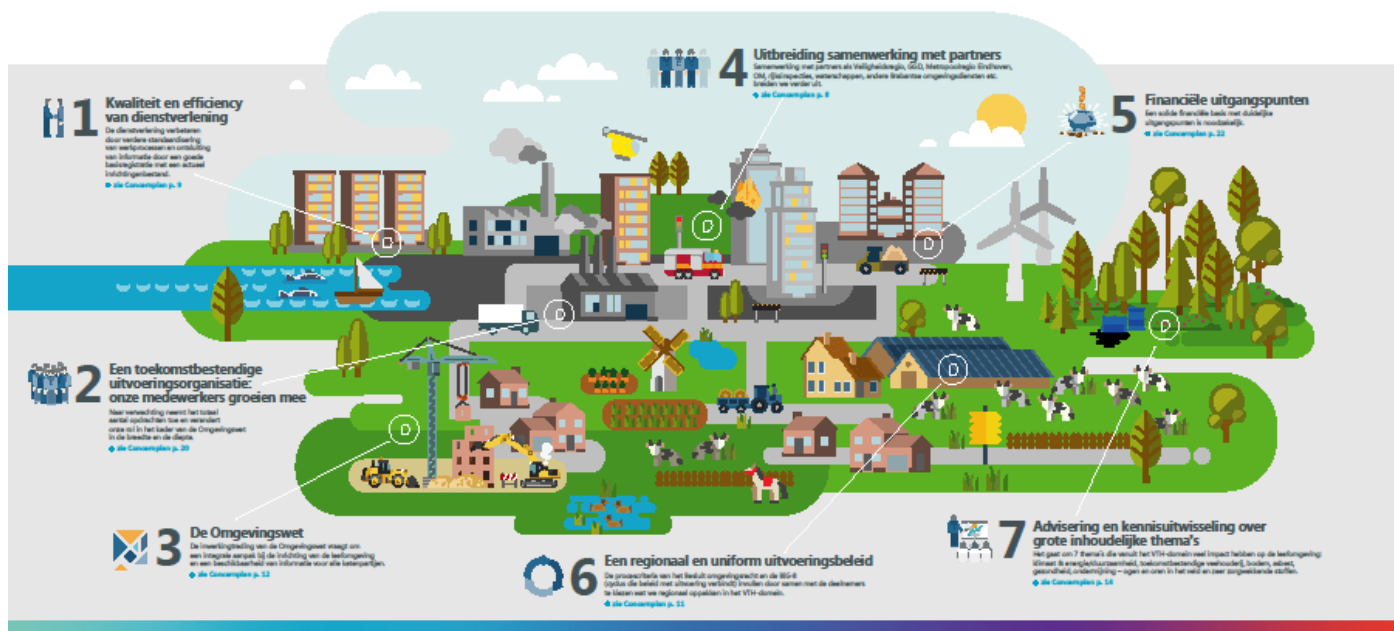 1
Kwaliteit en efficiency
van dienstverlening
De dienstverlening verbeteren
door verdere standaardisering
van werkprocessen en ontsluiting
van informatie door een goede
basisregistratie met een actueel
inrichtingenbestand.
zie Concernplan p. 9
4
Uitbreiding samenwerking met partners
Samenwerking met partners als Veiligheidsregio, GGD, Metropoolregio Eindhoven,
OM, rijksinspecties, waterschappen, andere Brabantse omgevingsdiensten etc.
breiden we verder uit.
zie Concernplan p. 8
5
Financiële uitgangspunten
Een solide financiële basis met duidelijke
uitgangspunten is noodzakelijk.
zie Concernplan p. 22
2
Een toekomstbestendige
uitvoeringsorganisatie:
onze medewerkers groeien mee
Naar verwachting neemt het totaal
aantal opdrachten toe en verandert
onze rol in het kader van de Omgevingswet
in de breedte en de diepte.
zie Concernplan p. 20
3
De Omgevingswet
De inwerkingtreding van de Omgevingswet vraagt om
een integrale aanpak bij de inrichting van de leefomgeving
en een beschikbaarheid van informatie voor alle ketenpartijen.
zie Concernplan p. 12
6
Een regionaal en uniform uitvoeringsbeleid
De procescriteria van het Besluit omgevingsrecht en de BIG-8
(cyclus die beleid met uitvoering verbindt) invullen door samen met de deelnemers
te kiezen wat we regionaal oppakken in het VTH-domein.
zie Concernplan p. 11
7
Advisering en kennisuitwisseling over
grote inhoudelijke thema's
Het gaat om 7 thema's die vanuit het VTH-domein veel impact hebben op de leefomgeving:
klimaat & energie/duurzaamheid, toekomstbestendige veehouderij, bodem, asbest,
gezondheid, ondermijning – ogen en oren in het veld en zeer zorgwekkende stoffen.
zie Concernplan p. 14
D
D
D
D
D
D
D